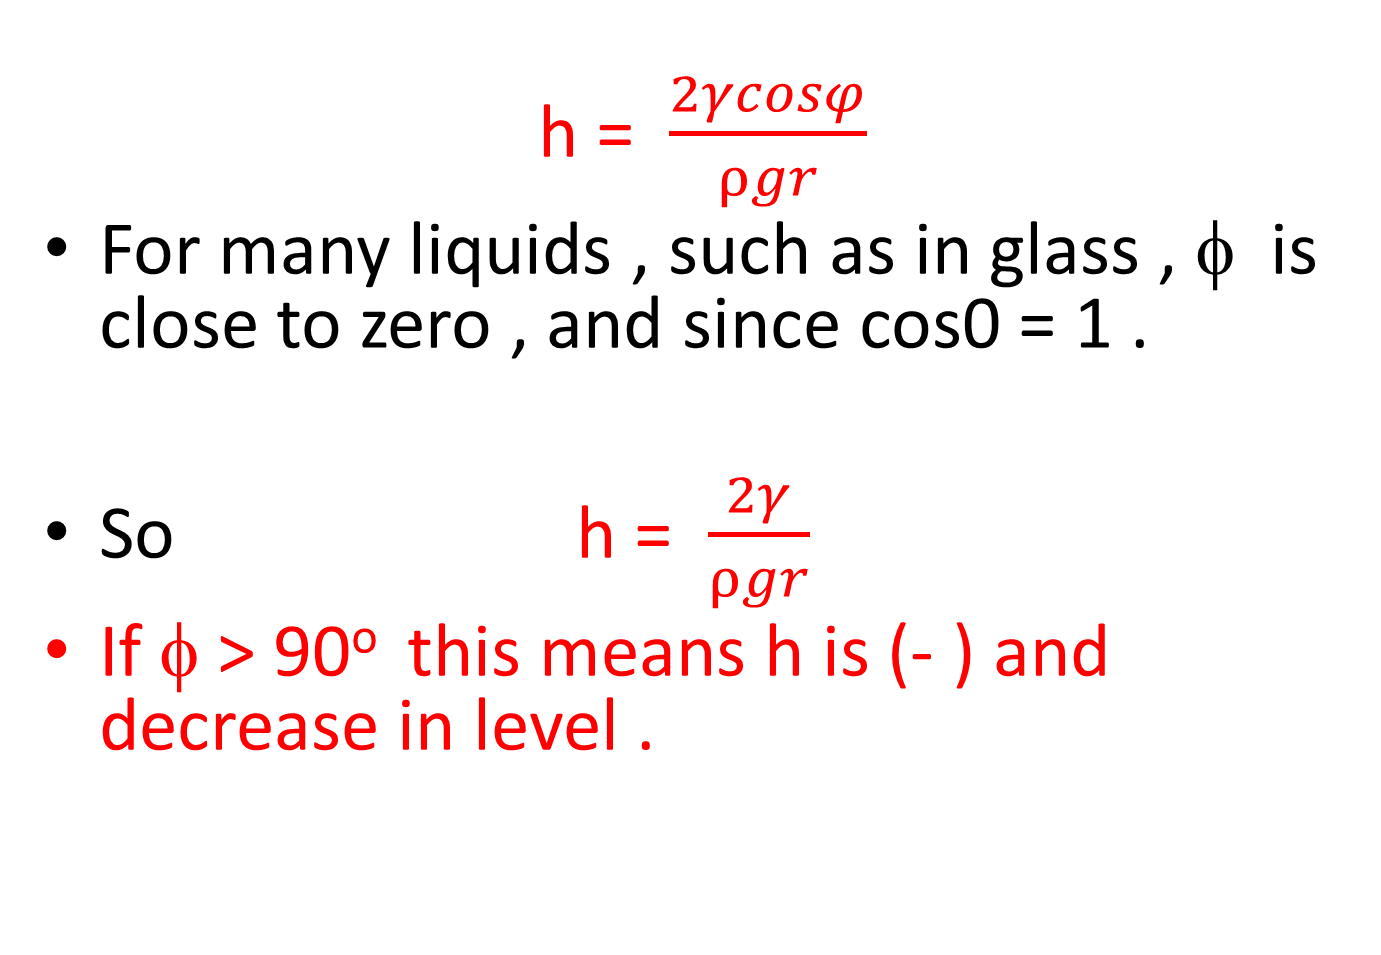 h = 2γcosφ / ρgr
• For many liquids , such as in glass , ϕ is
close to zero , and since cos0 = 1 .
• So h = 2γ / ρgr
• If ϕ > 90º this means h is (- ) and
decrease in level .